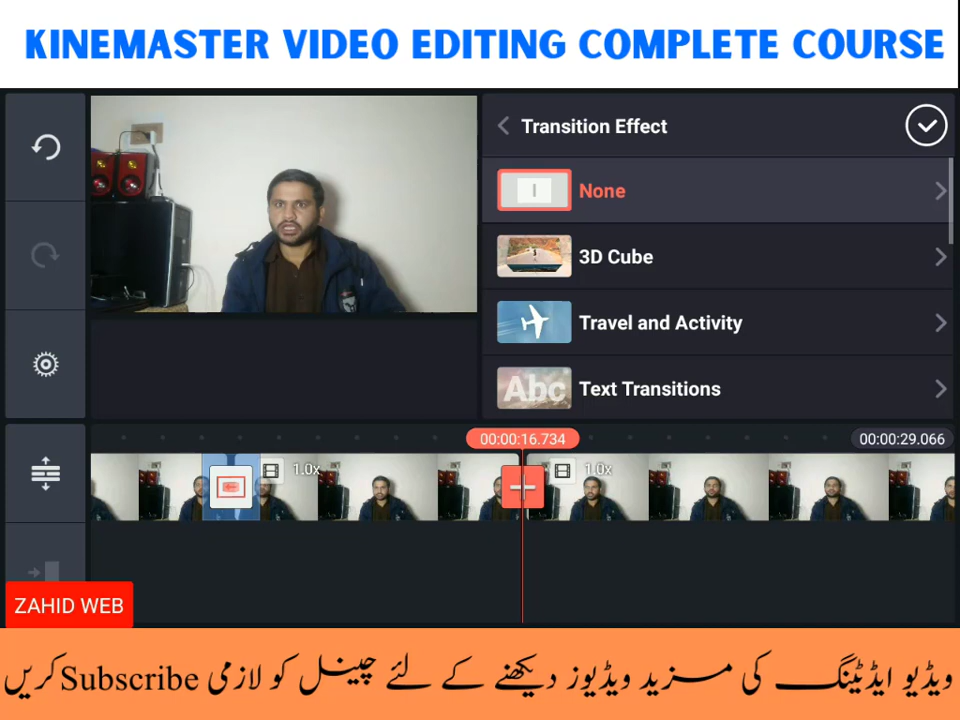 KINEMASTER VIDEO EDITING COMPLETE COURSE
Transition Effect
None
3D Cube
Travel and Activity
Abc
Text Transitions
00:00:16.734
00:00:29.066
1.0x
1.0x
ZAHID WEB
ویڈیو ایڈیٹنگ کی مزید ویڈیوز دیکھنے کے لئے چینل کو لازمی Subscribe کریں